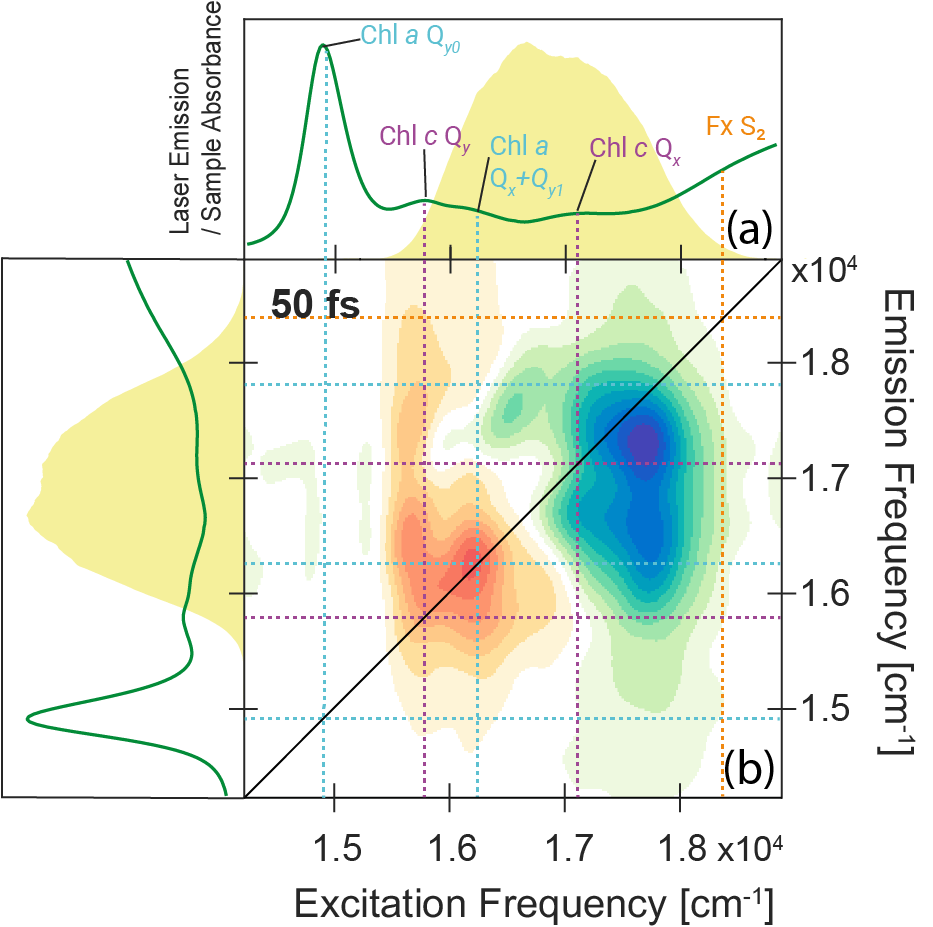 Laser Emission
/ Sample Absorbance
Chl a Qy0
Chl c Qy
Chl a
Qx+Qy1
Chl c Qx
Fx S₂
(a)
x10⁴
50 fs
1.8
1.7
1.6
1.5
(b)
Emission Frequency [cm⁻¹]
1.5 1.6 1.7 1.8 x10⁴
Excitation Frequency [cm⁻¹]